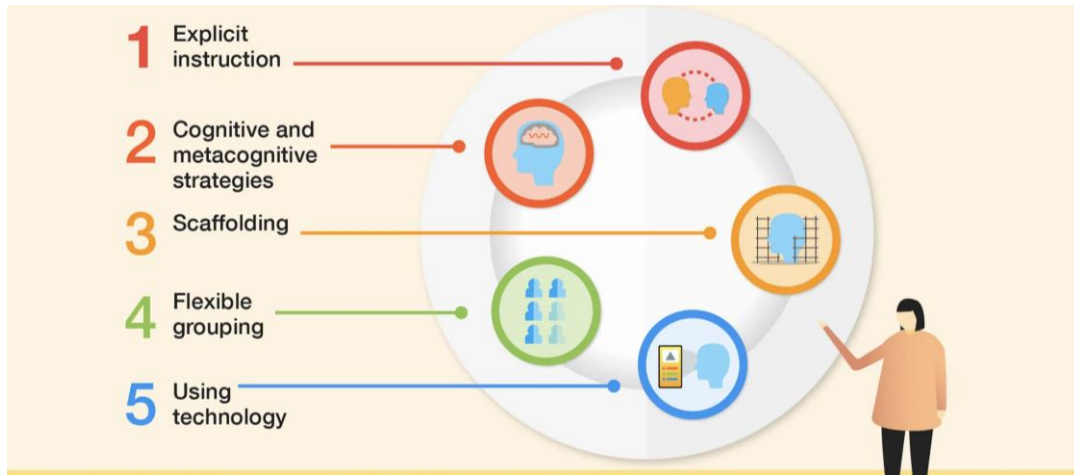 1 Explicit
instruction
2 Cognitive and
metacognitive
strategies
3 Scaffolding
4 Flexible
grouping
5 Using
technology